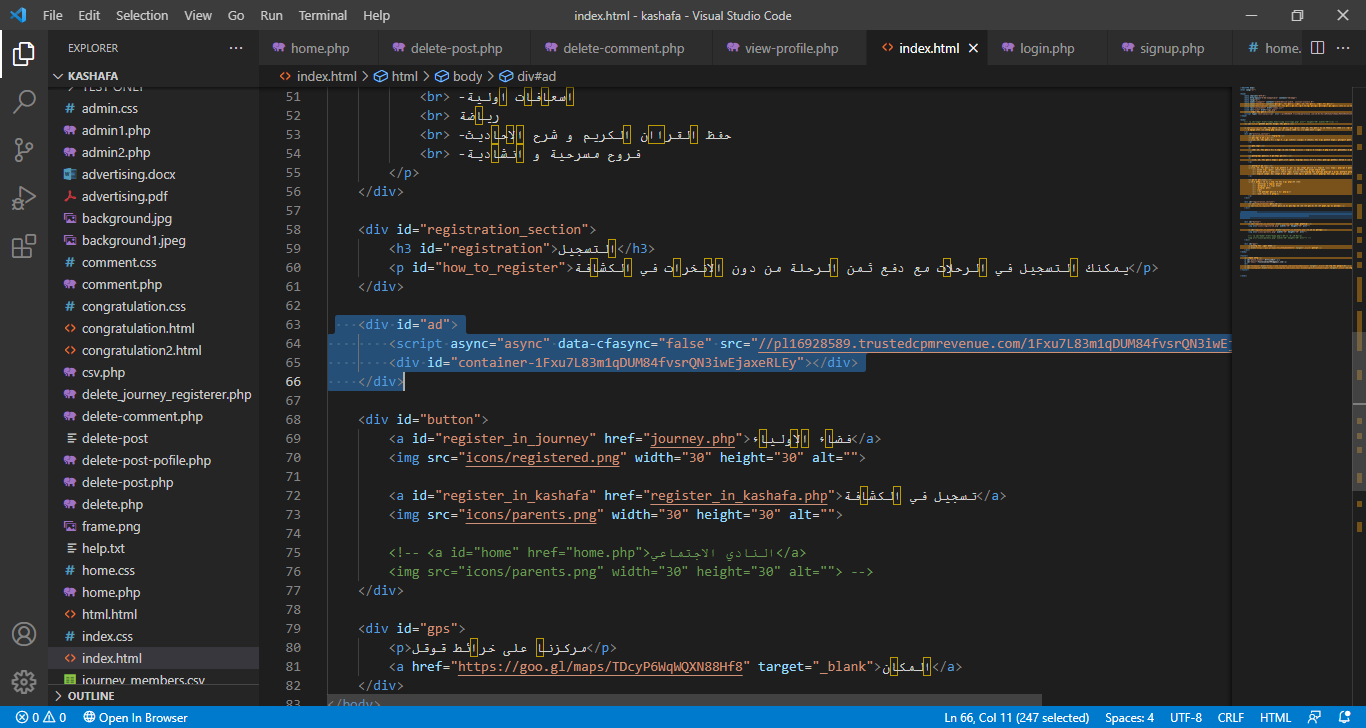 File Edit Selection View Go Run Terminal Help
index.html - kashafa - Visual Studio Code
EXPLORER
KASHAFA
admin.css
admin1.php
admin2.php
advertising.docx
advertising.pdf
background.jpg
background1.jpeg
comment.css
comment.php
congratulation.css
congratulation.html
congratulation2.html
csv.php
delete_journey_registerer.php
delete-comment.php
delete-post
delete-post-pofile.php
delete-post.php
delete.php
frame.png
help.txt
home.css
home.php
html.html
index.css
index.html
journey_members.csv
OUTLINE
home.php delete-post.php delete-comment.php view-profile.php index.html login.php signup.php home.
index.html > html > body > div#ad
51 <br> -اسعافات اولية
52 <br> رياضة
53 <br> -حفظ القراان الكريم و شرح الاحاديث
54 <br> -فروح مسرحية و انشادية
55 </p>
56 </div>
57
58 <div id="registration_section">
59 <h3 id="registration">التسجيل</h3>
60 <p id="how_to_register">يمكنك التسجيل في الرحلات مع دفع ثمن الرحلة من دون الانخرات في الكشافة</p>
61 </div>
62
63 <div id="ad">
64 <script async="async" data-cfasync="false" src="//pl16928589.trustedcpmrevenue.com/1Fxu7L83m1qDUM84fvsrQN3iwEj
65 <div id="container-1Fxu7L83m1qDUM84fvsrQN3iwEjaxeRLEy"></div>
66 </div>
67
68 <div id="button">
69 <a id="register_in_journey" href="journey.php">فضاء الاولياء</a>
70 <img src="icons/registered.png" width="30" height="30" alt="">
71
72 <a id="register_in_kashafa" href="register_in_kashafa.php">تسجيل في الكشافة</a>
73 <img src="icons/parents.png" width="30" height="30" alt="">
74
75 <!-- <a id="home" href="home.php">النادي الاجتماعي</a>
76 <img src="icons/parents.png" width="30" height="30" alt=""> -->
77 </div>
78
79 <div id="gps">
80 <p>مركزنا على خرائط قوقل</p>
81 <a href="https://goo.gl/maps/TDcyP6WqWQXN88Hf8" target="_blank">المكان</a>
82 </div>
83 </body>
0 0 Open In Browser
Ln 66, Col 11 (247 selected) Spaces: 4 UTF-8 CRLF HTML